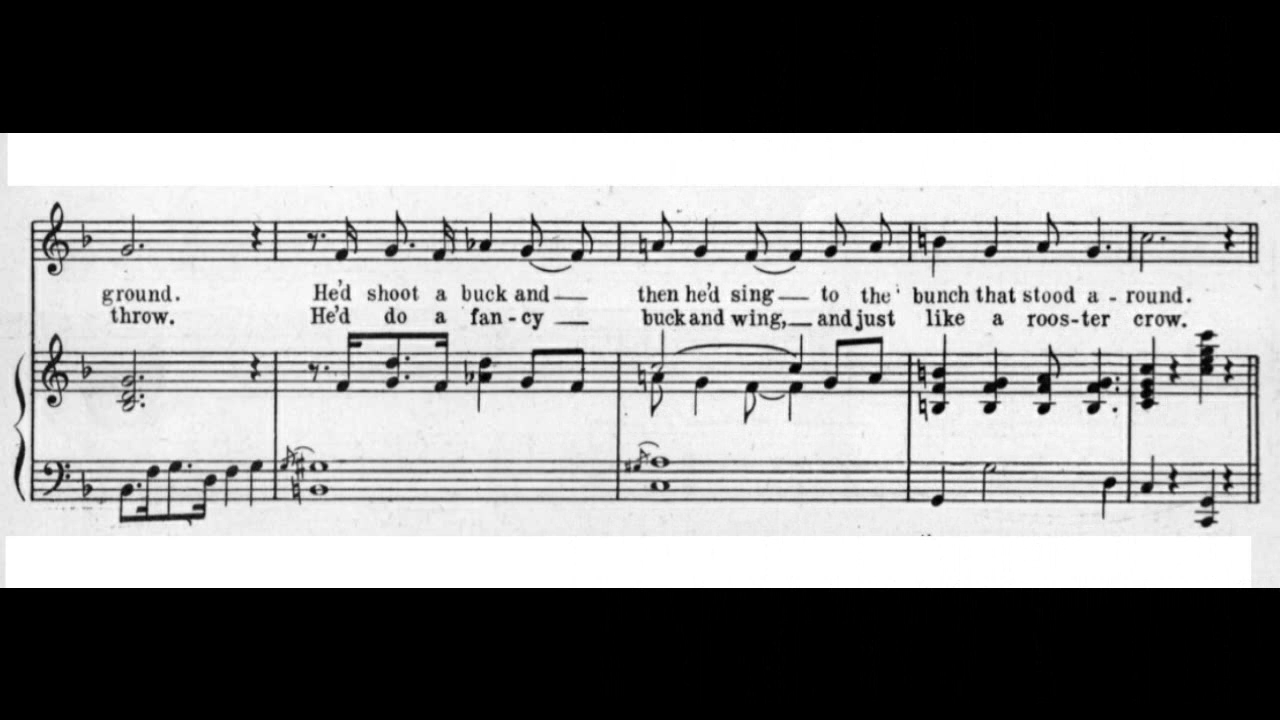 ground. He'd shoot a buck and — then he'd sing — to the bunch that stood a - round.
throw. He'd do a fan - cy — buck and wing, — and just like a roos - ter crow.